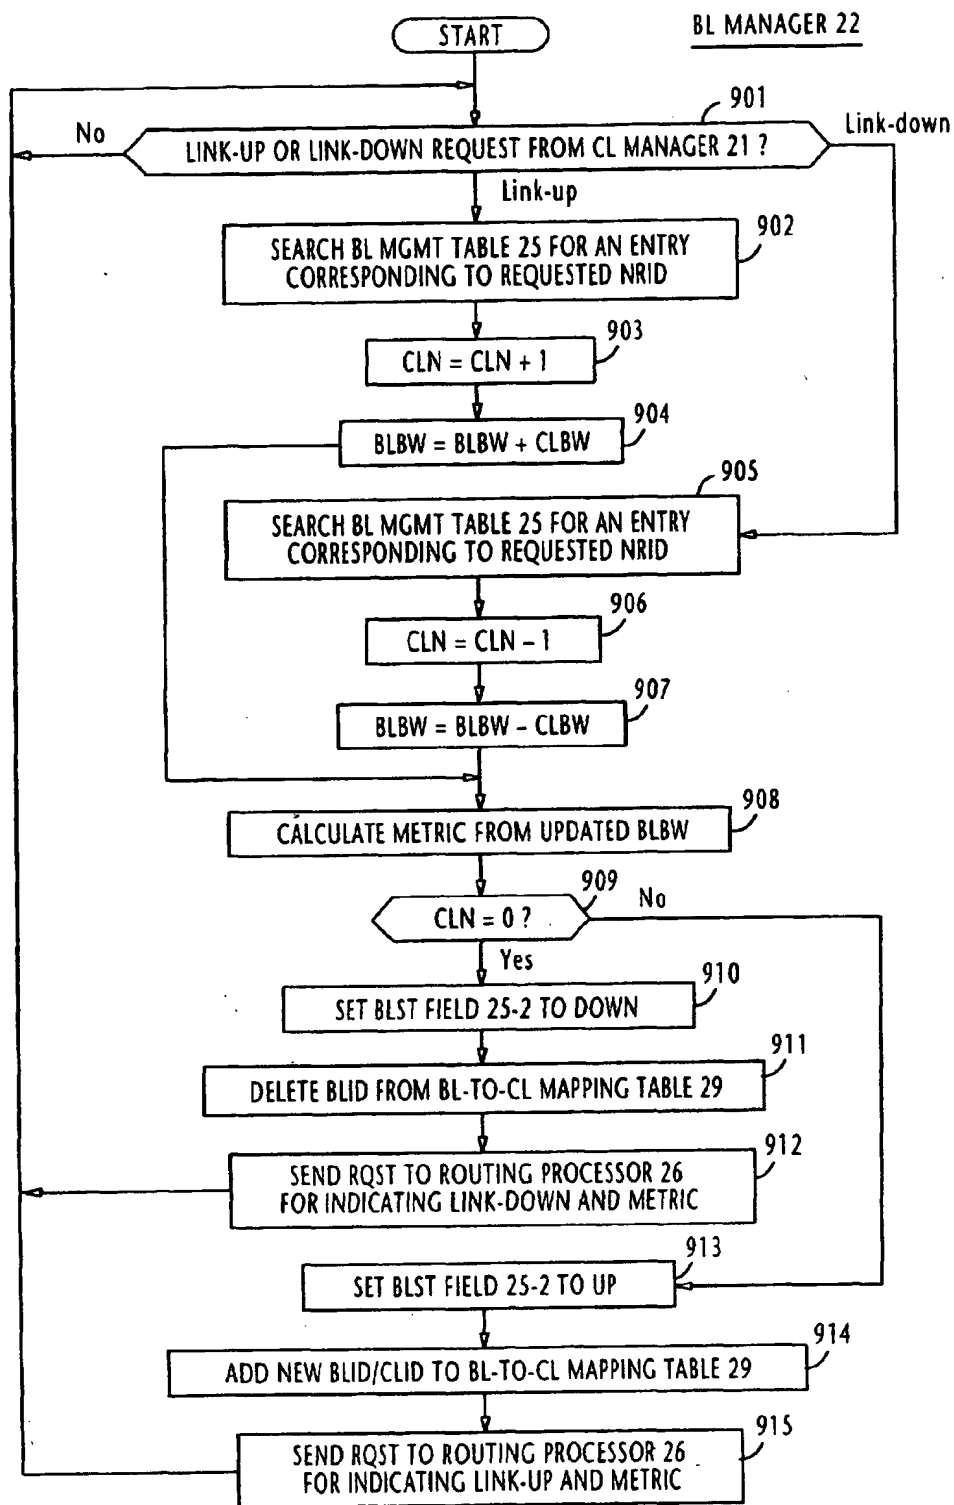 BL MANAGER 22
START
901
No
Link-down
LINK-UP OR LINK-DOWN REQUEST FROM CL MANAGER 21 ?
Link-up
902
SEARCH BL MGMT TABLE 25 FOR AN ENTRY
CORRESPONDING TO REQUESTED NRID
903
CLN = CLN + 1
904
BLBW = BLBW + CLBW
905
SEARCH BL MGMT TABLE 25 FOR AN ENTRY
CORRESPONDING TO REQUESTED NRID
906
CLN = CLN – 1
907
BLBW = BLBW – CLBW
908
CALCULATE METRIC FROM UPDATED BLBW
909
No
CLN = 0 ?
Yes
910
SET BLST FIELD 25-2 TO DOWN
911
DELETE BLID FROM BL-TO-CL MAPPING TABLE 29
912
SEND RQST TO ROUTING PROCESSOR 26
FOR INDICATING LINK-DOWN AND METRIC
913
SET BLST FIELD 25-2 TO UP
914
ADD NEW BLID/CLID TO BL-TO-CL MAPPING TABLE 29
915
SEND RQST TO ROUTING PROCESSOR 26
FOR INDICATING LINK-UP AND METRIC